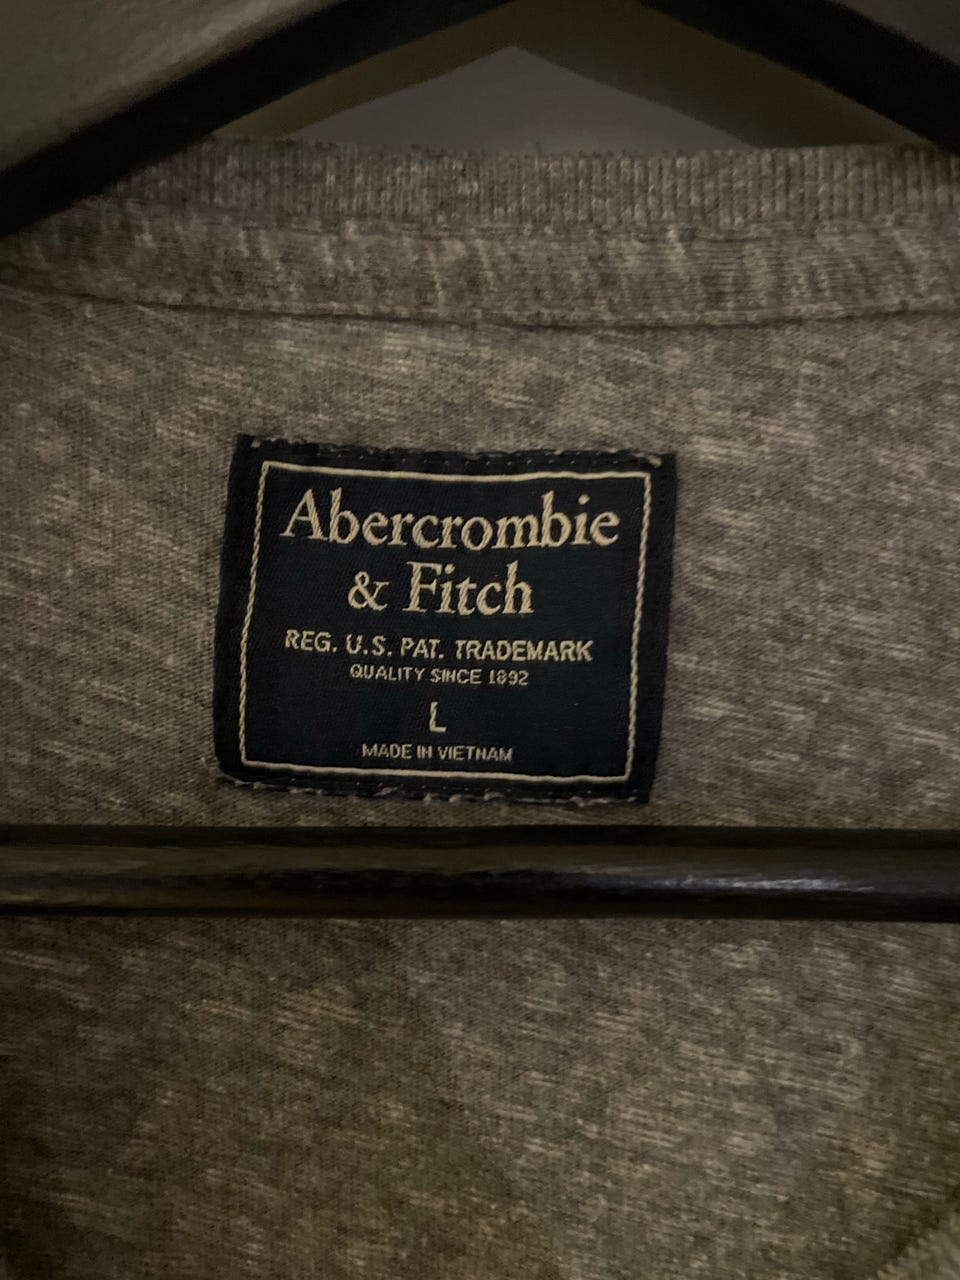 Abercrombie
& Fitch
REG. U.S. PAT. TRADEMARK
QUALITY SINCE 1892
L
MADE IN VIETNAM